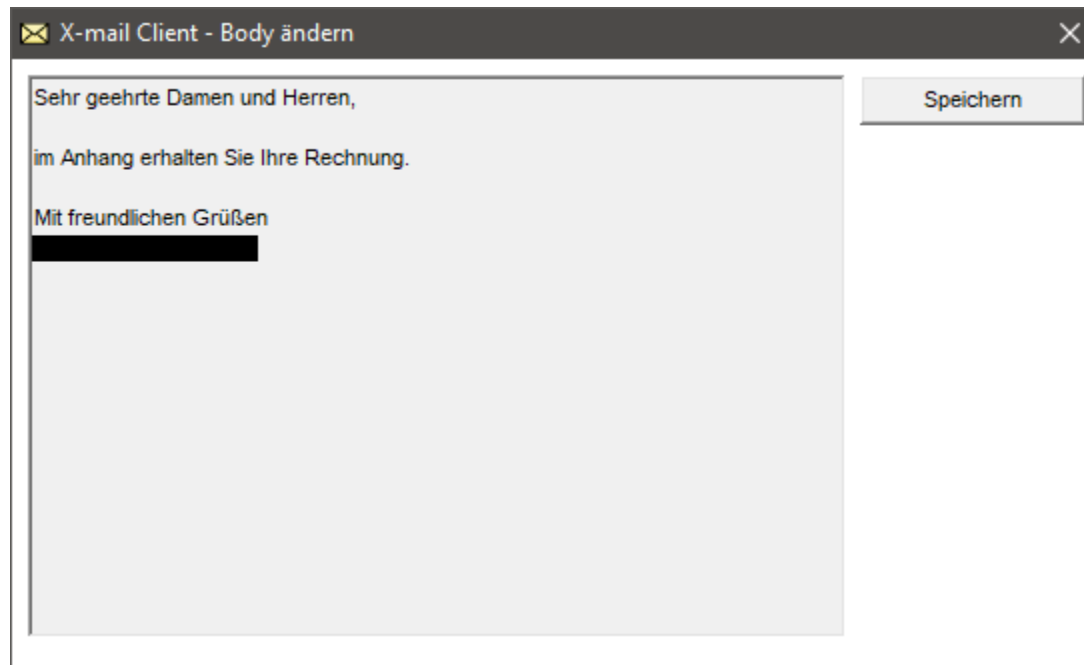 X-mail Client - Body ändern
Sehr geehrte Damen und Herren,
Speichern
im Anhang erhalten Sie Ihre Rechnung.
Mit freundlichen Grüßen